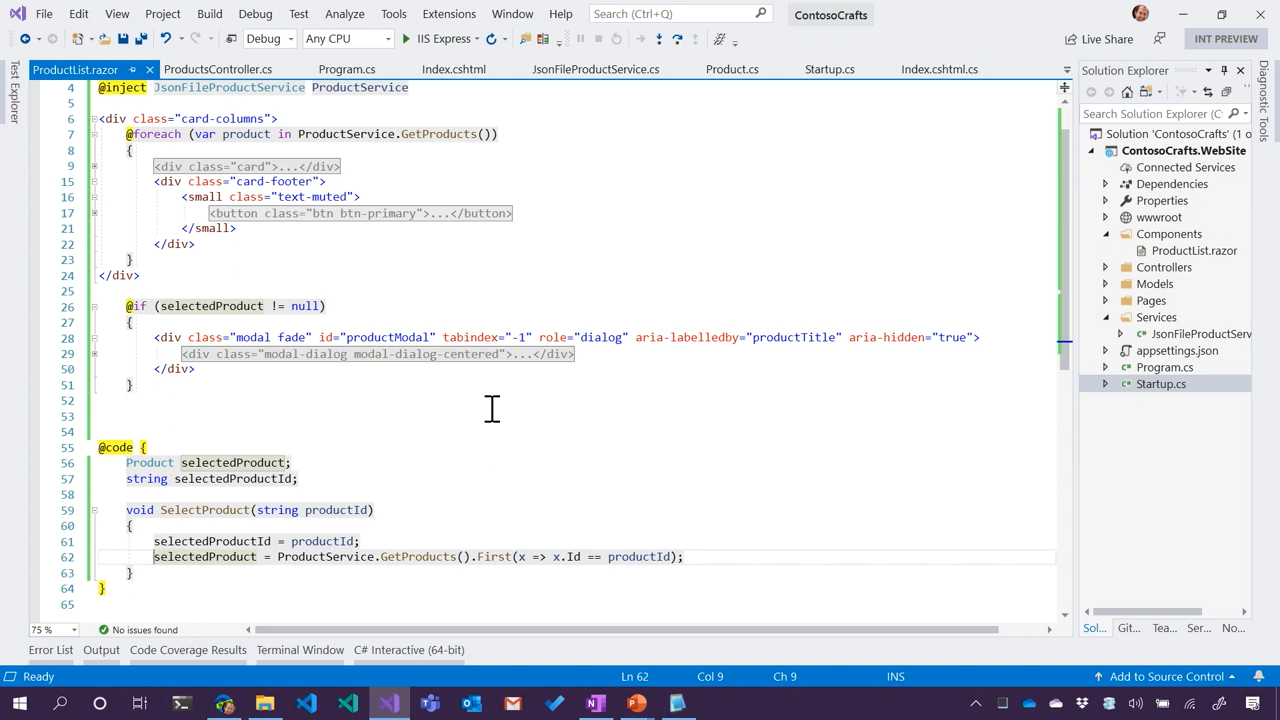 File Edit View Project Build Debug Test Analyze Tools Extensions Window Help Search (Ctrl+Q) ContosoCrafts
Debug Any CPU IIS Express Live Share INT PREVIEW
ProductList.razor ProductsController.cs Program.cs Index.cshtml JsonFileProductService.cs Product.cs Startup.cs Index.cshtml.cs
Test Explorer
4 @inject JsonFileProductService ProductService
5
6 <div class="card-columns">
7 @foreach (var product in ProductService.GetProducts())
8 {
9 <div class="card">...</div>
15 <div class="card-footer">
16 <small class="text-muted">
17 <button class="btn btn-primary">...</button>
21 </small>
22 </div>
23 }
24 </div>
25
26 @if (selectedProduct != null)
27 {
28 <div class="modal fade" id="productModal" tabindex="-1" role="dialog" aria-labelledby="productTitle" aria-hidden="true">
29 <div class="modal-dialog modal-dialog-centered">...</div>
50 </div>
51 }
52
53
54
55 @code {
56 Product selectedProduct;
57 string selectedProductId;
58
59 void SelectProduct(string productId)
60 {
61 selectedProductId = productId;
62 selectedProduct = ProductService.GetProducts().First(x => x.Id == productId);
63 }
64 }
65
75 % No issues found
Solution Explorer
Search Solution Explorer (Ctrl+
Solution 'ContosoCrafts' (1 o
ContosoCrafts.WebSite
Connected Services
Dependencies
Properties
wwwroot
Components
ProductList.razor
Controllers
Models
Pages
Services
JsonFileProductServ
appsettings.json
Program.cs
Startup.cs
Sol... Git... Tea... Ser... No...
Diagnostic Tools
Error List Output Code Coverage Results Terminal Window C# Interactive (64-bit)
Ready Ln 62 Col 9 Ch 9 INS Add to Source Control